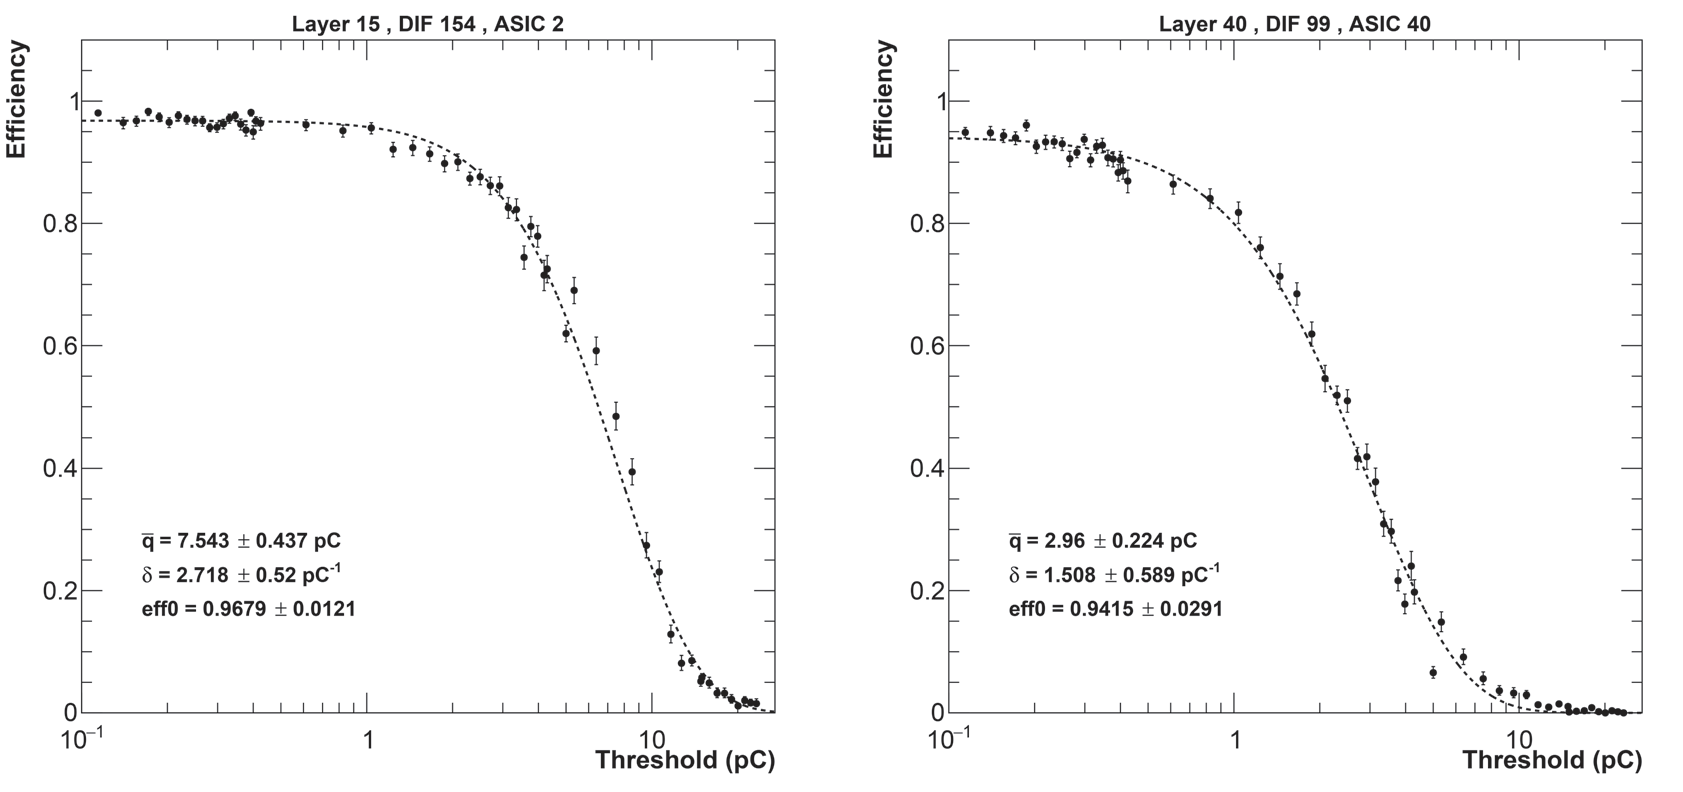 Layer 15 , DIF 154 , ASIC 2
Efficiency
1
0.8
0.6
0.4
0.2
0
q̅ = 7.543 ± 0.437 pC
δ = 2.718 ± 0.52 pC⁻¹
eff0 = 0.9679 ± 0.0121
10⁻¹ 1 10
Threshold (pC)
Layer 40 , DIF 99 , ASIC 40
Efficiency
1
0.8
0.6
0.4
0.2
0
q̅ = 2.96 ± 0.224 pC
δ = 1.508 ± 0.589 pC⁻¹
eff0 = 0.9415 ± 0.0291
10⁻¹ 1 10
Threshold (pC)